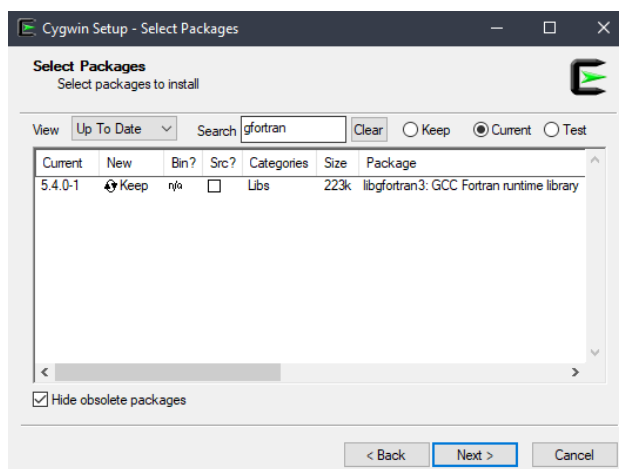 Cygwin Setup - Select Packages
Select Packages
Select packages to install
View Up To Date Search gfortran Clear Keep Current Test
Current New Bin? Src? Categories Size Package
5.4.0-1 Keep n/a Libs 223k libgfortran3: GCC Fortran runtime library
Hide obsolete packages
< Back Next > Cancel